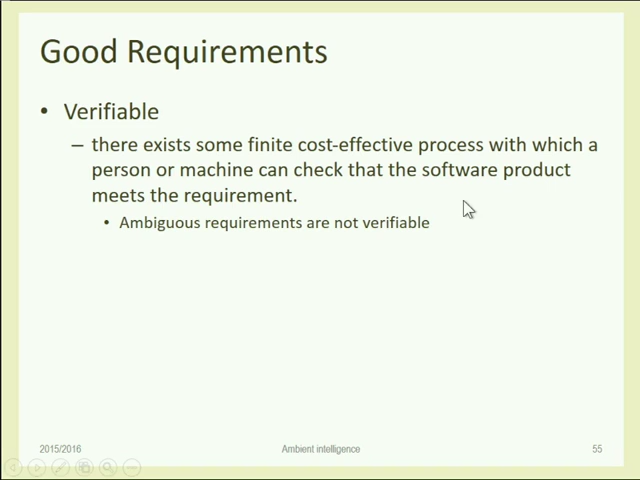 Good Requirements
• Verifiable
– there exists some finite cost-effective process with which a
person or machine can check that the software product
meets the requirement.
• Ambiguous requirements are not verifiable
2015/2016
Ambient intelligence
55